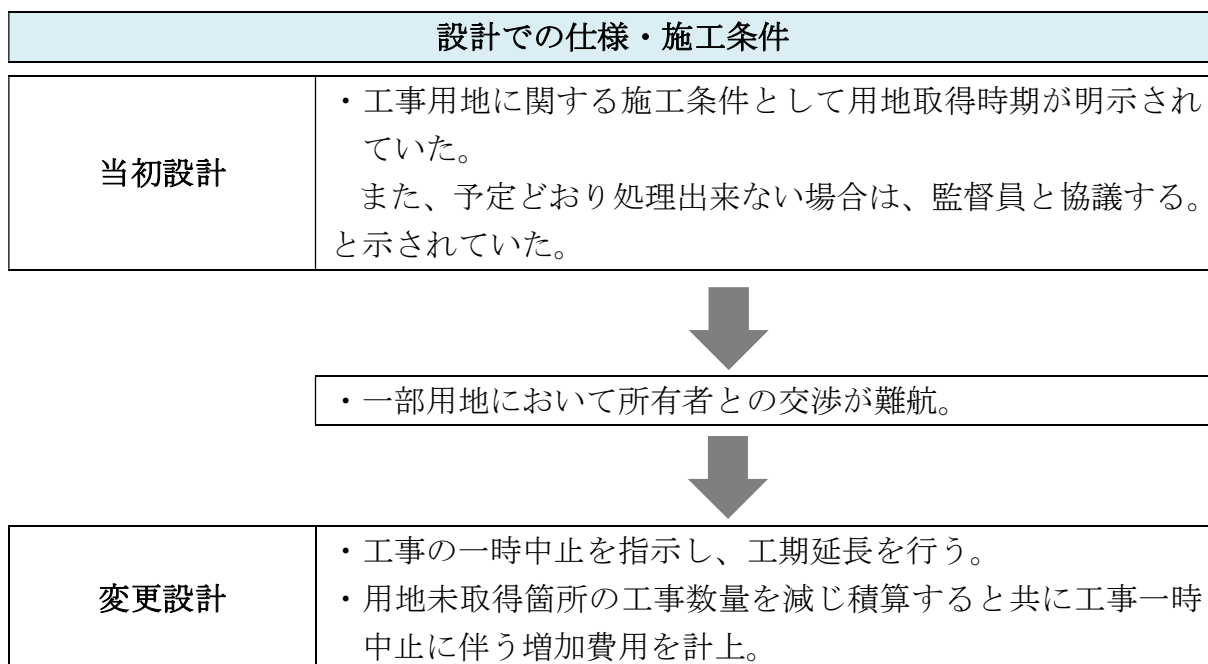 設計での仕様・施工条件
当初設計
・工事用地に関する施工条件として用地取得時期が明示され
ていた。
また、予定どおり処理出来ない場合は、監督員と協議する。
と示されていた。
・一部用地において所有者との交渉が難航。
変更設計
・工事の一時中止を指示し、工期延長を行う。
・用地未取得箇所の工事数量を減じ積算すると共に工事一時
中止に伴う増加費用を計上。